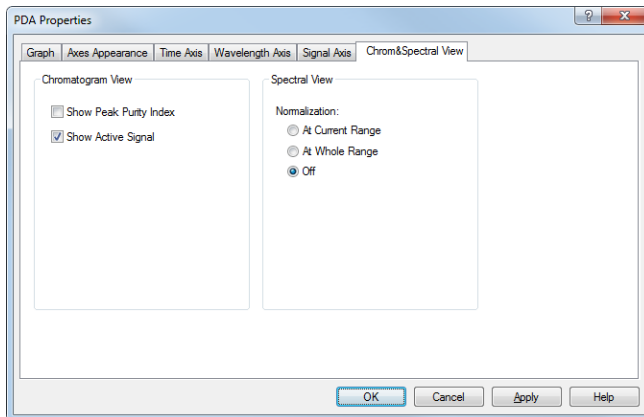 PDA Properties
?
X
Graph
Axes Appearance
Time Axis
Wavelength Axis
Signal Axis
Chrom&Spectral View
Chromatogram View
Show Peak Purity Index
Show Active Signal
Spectral View
Normalization:
At Current Range
At Whole Range
Off
OK
Cancel
Apply
Help